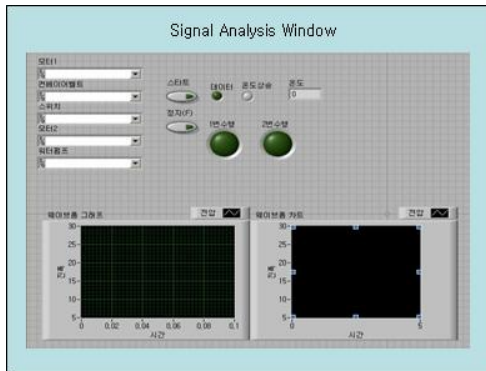 Signal Analysis Window
모터1
컨베이어벨트
스위치
모터2
워터펌프
스타트
정지(F)
데이터
온도상승
온도
0
1번수행
2번수행
웨이브폼 그래프
전압
30
25
20
15
10
5
진폭
0 0.02 0.04 0.06 0.08 0.1
시간
웨이브폼 차트
전압
30
25
20
15
10
5
진폭
0 5
시간